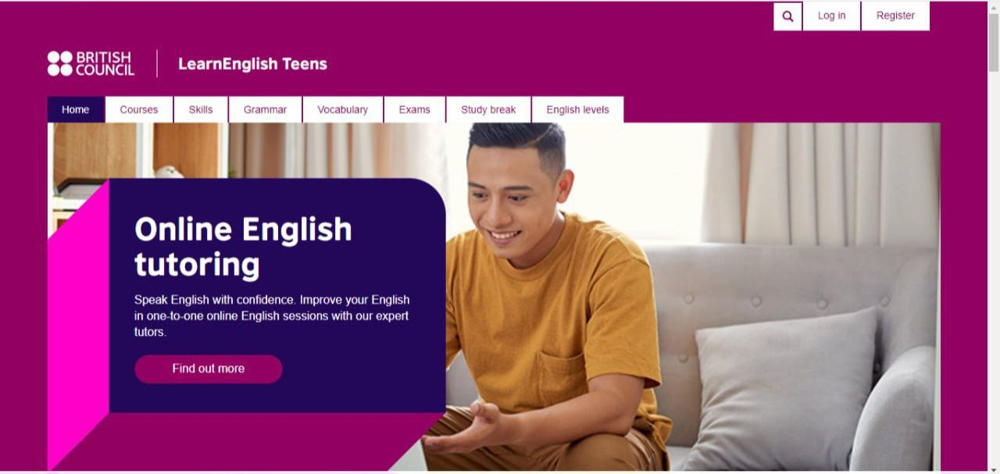 Log in
Register
BRITISH
COUNCIL
LearnEnglish Teens
Home
Courses
Skills
Grammar
Vocabulary
Exams
Study break
English levels
Online English
tutoring
Speak English with confidence. Improve your English
in one-to-one online English sessions with our expert
tutors.
Find out more